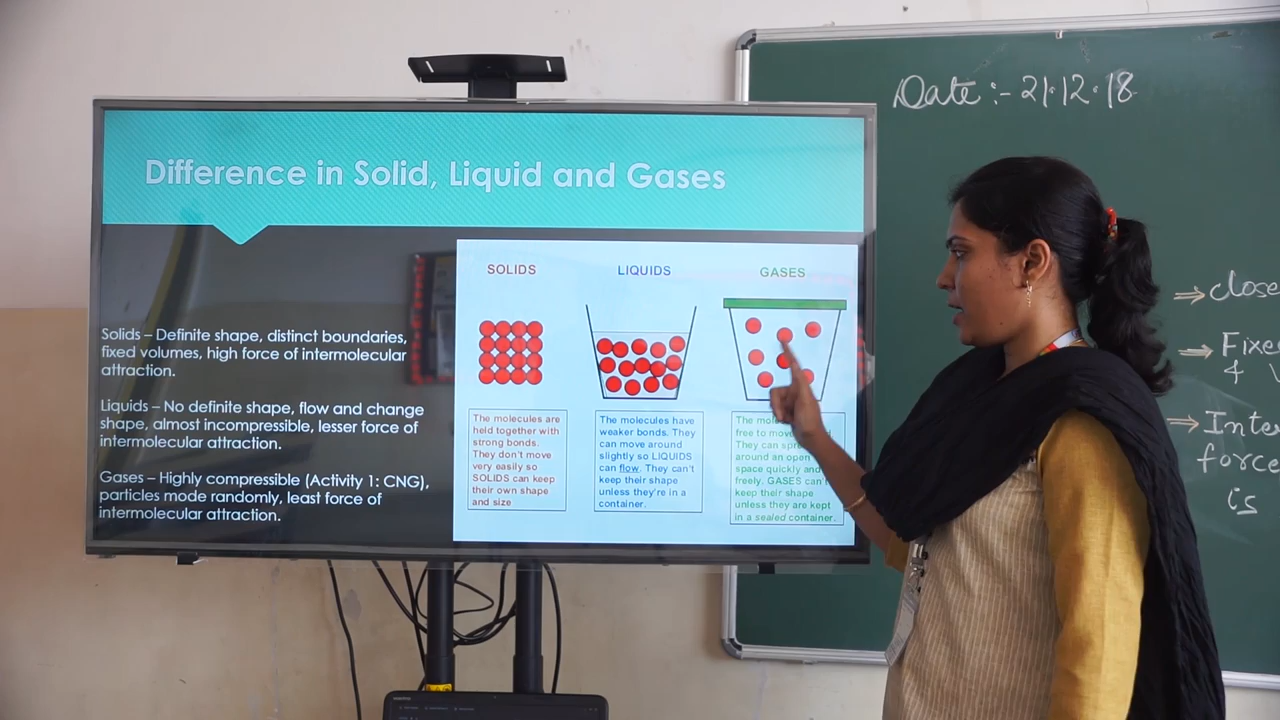 Date :- 21.12.18
Difference in Solid, Liquid and Gases
Solids – Definite shape, distinct boundaries,
fixed volumes, high force of intermolecular
attraction.
Liquids – No definite shape, flow and change
shape, almost incompressible, lesser force of
intermolecular attraction.
Gases – Highly compressible (Activity 1: CNG),
particles mode randomly, least force of
intermolecular attraction.
SOLIDS
The molecules are
held together with
strong bonds.
They don't move
very easily so
SOLIDS can keep
their own shape
and size
LIQUIDS
The molecules have
weaker bonds. They
can move around
slightly so LIQUIDS
can flow. They can't
keep their shape
unless they're in a
container.
GASES
The
free to move
They can
around an open
space quickly and
freely. GASES can't
keep their shape
unless they are kept
in a sealed container.
⇒ close
⇒ Fixe
&
⇒ Inte
force
is